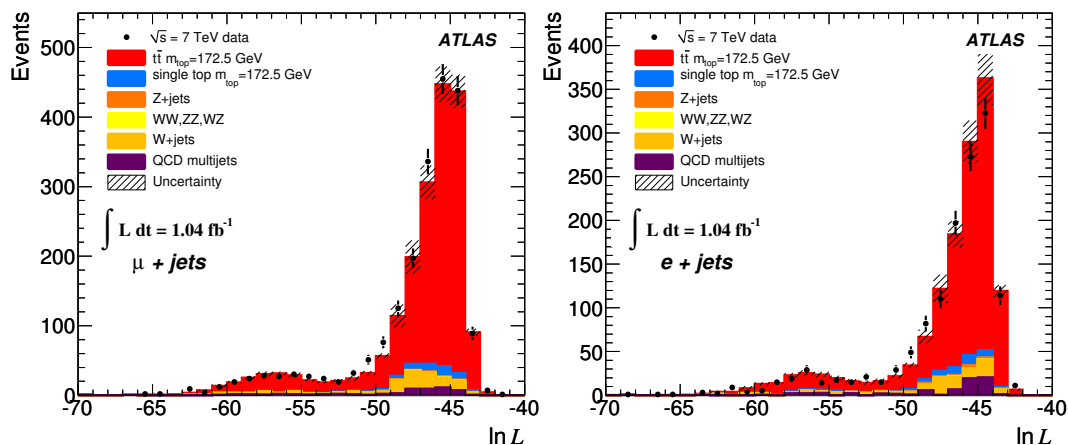 Events
500
400
300
200
100
0
-70 -65 -60 -55 -50 -45 -40
ln L
√s = 7 TeV data
tt̄ m_top=172.5 GeV
single top m_top=172.5 GeV
Z+jets
WW,ZZ,WZ
W+jets
QCD multijets
Uncertainty
ATLAS
∫ L dt = 1.04 fb⁻¹
μ + jets
Events
400
350
300
250
200
150
100
50
0
-70 -65 -60 -55 -50 -45 -40
ln L
√s = 7 TeV data
tt̄ m_top=172.5 GeV
single top m_top=172.5 GeV
Z+jets
WW,ZZ,WZ
W+jets
QCD multijets
Uncertainty
ATLAS
∫ L dt = 1.04 fb⁻¹
e + jets